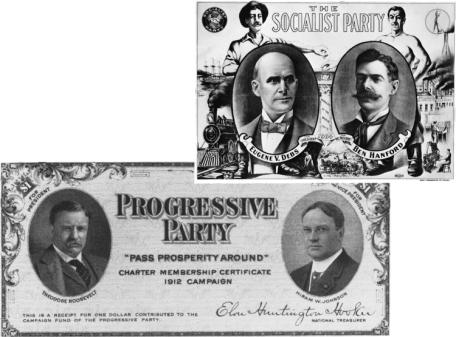 THE
SOCIALIST PARTY
EUGENE V. DEBS
BEN HANFORD
$1
FOR
PRESIDENT
PROGRESSIVE
PARTY
"PASS PROSPERITY AROUND"
CHARTER MEMBERSHIP CERTIFICATE
1912 CAMPAIGN
FOR
VICE PRESIDENT
$1
THEODORE ROOSEVELT
HIRAM W. JOHNSON
THIS IS A RECEIPT FOR ONE DOLLAR CONTRIBUTED TO THE
CAMPAIGN FUND OF THE PROGRESSIVE PARTY.
Elon Huntington Hooker
NATIONAL TREASURER